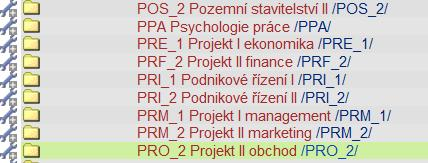 POS_2 Pozemní stavitelství II /POS_2/
PPA Psychologie práce /PPA/
PRE_1 Projekt I ekonomika /PRE_1/
PRF_2 Projekt II finance /PRF_2/
PRI_1 Podnikové řízení I /PRI_1/
PRI_2 Podnikové řízení II /PRI_2/
PRM_1 Projekt I management /PRM_1/
PRM_2 Projekt II marketing /PRM_2/
PRO_2 Projekt II obchod /PRO_2/